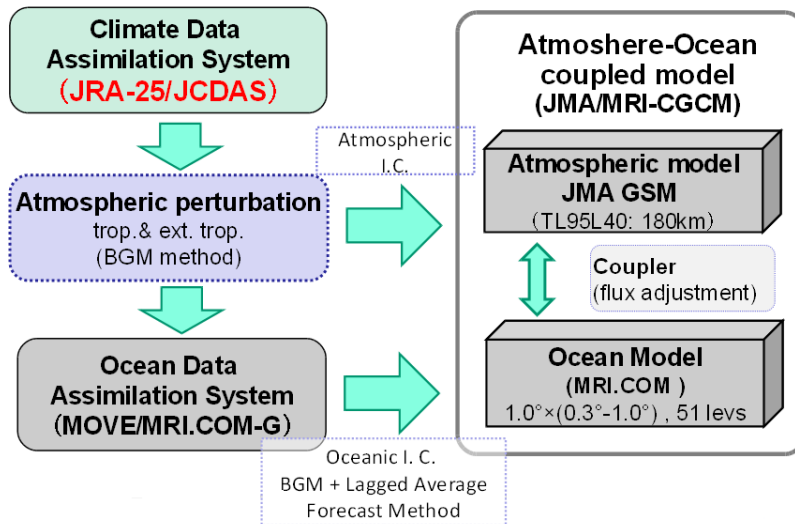 Climate Data
Assimilation System
(JRA-25/JCDAS)
Atmospheric perturbation
trop.& ext. trop.
(BGM method)
Ocean Data
Assimilation System
(MOVE/MRI.COM-G)
Atmospheric
I.C.
Oceanic I. C.
BGM + Lagged Average
Forecast Method
Atmoshere-Ocean
coupled model
(JMA/MRI-CGCM)
Atmospheric model
JMA GSM
(TL95L40: 180km)
Coupler
(flux adjustment)
Ocean Model
(MRI.COM )
1.0°×(0.3°-1.0°) , 51 levs